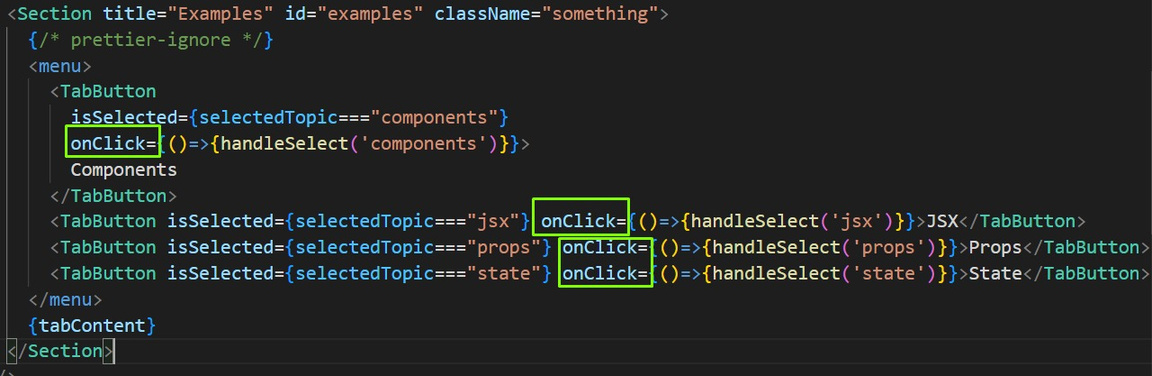 <Section title="Examples" id="examples" className="something">
{/* prettier-ignore */}
<menu>
<TabButton
isSelected={selectedTopic==="components"}
onClick={()=>{handleSelect('components')}}>
Components
</TabButton>
<TabButton isSelected={selectedTopic==="jsx"} onClick={()=>{handleSelect('jsx')}}>JSX</TabButton>
<TabButton isSelected={selectedTopic==="props"} onClick={()=>{handleSelect('props')}}>Props</TabButton>
<TabButton isSelected={selectedTopic==="state"} onClick={()=>{handleSelect('state')}}>State</TabButton>
</menu>
{tabContent}
</Section>